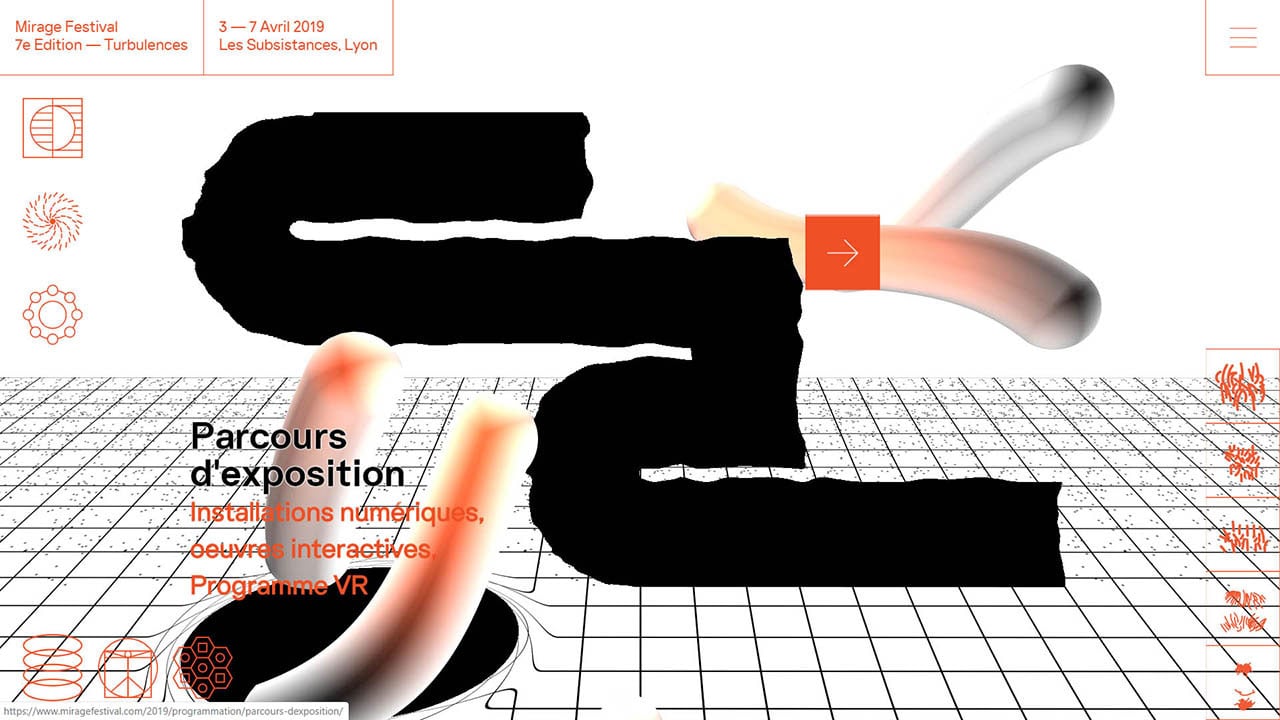 Mirage Festival
7e Edition — Turbulences
3 — 7 Avril 2019
Les Subsistances, Lyon
Parcours
d'exposition
Installations numériques,
oeuvres interactives,
Programme VR
https://www.miragefestival.com/2019/programmation/parcours-dexposition/